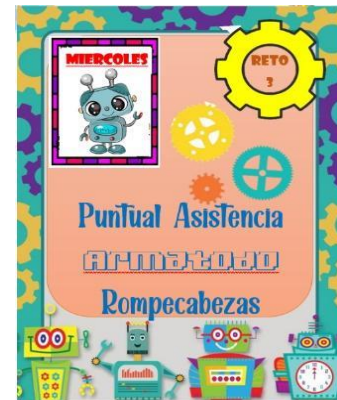 MIERCOLES
RETO
3
Puntual Asistencia
Armatodo
Rompecabezas